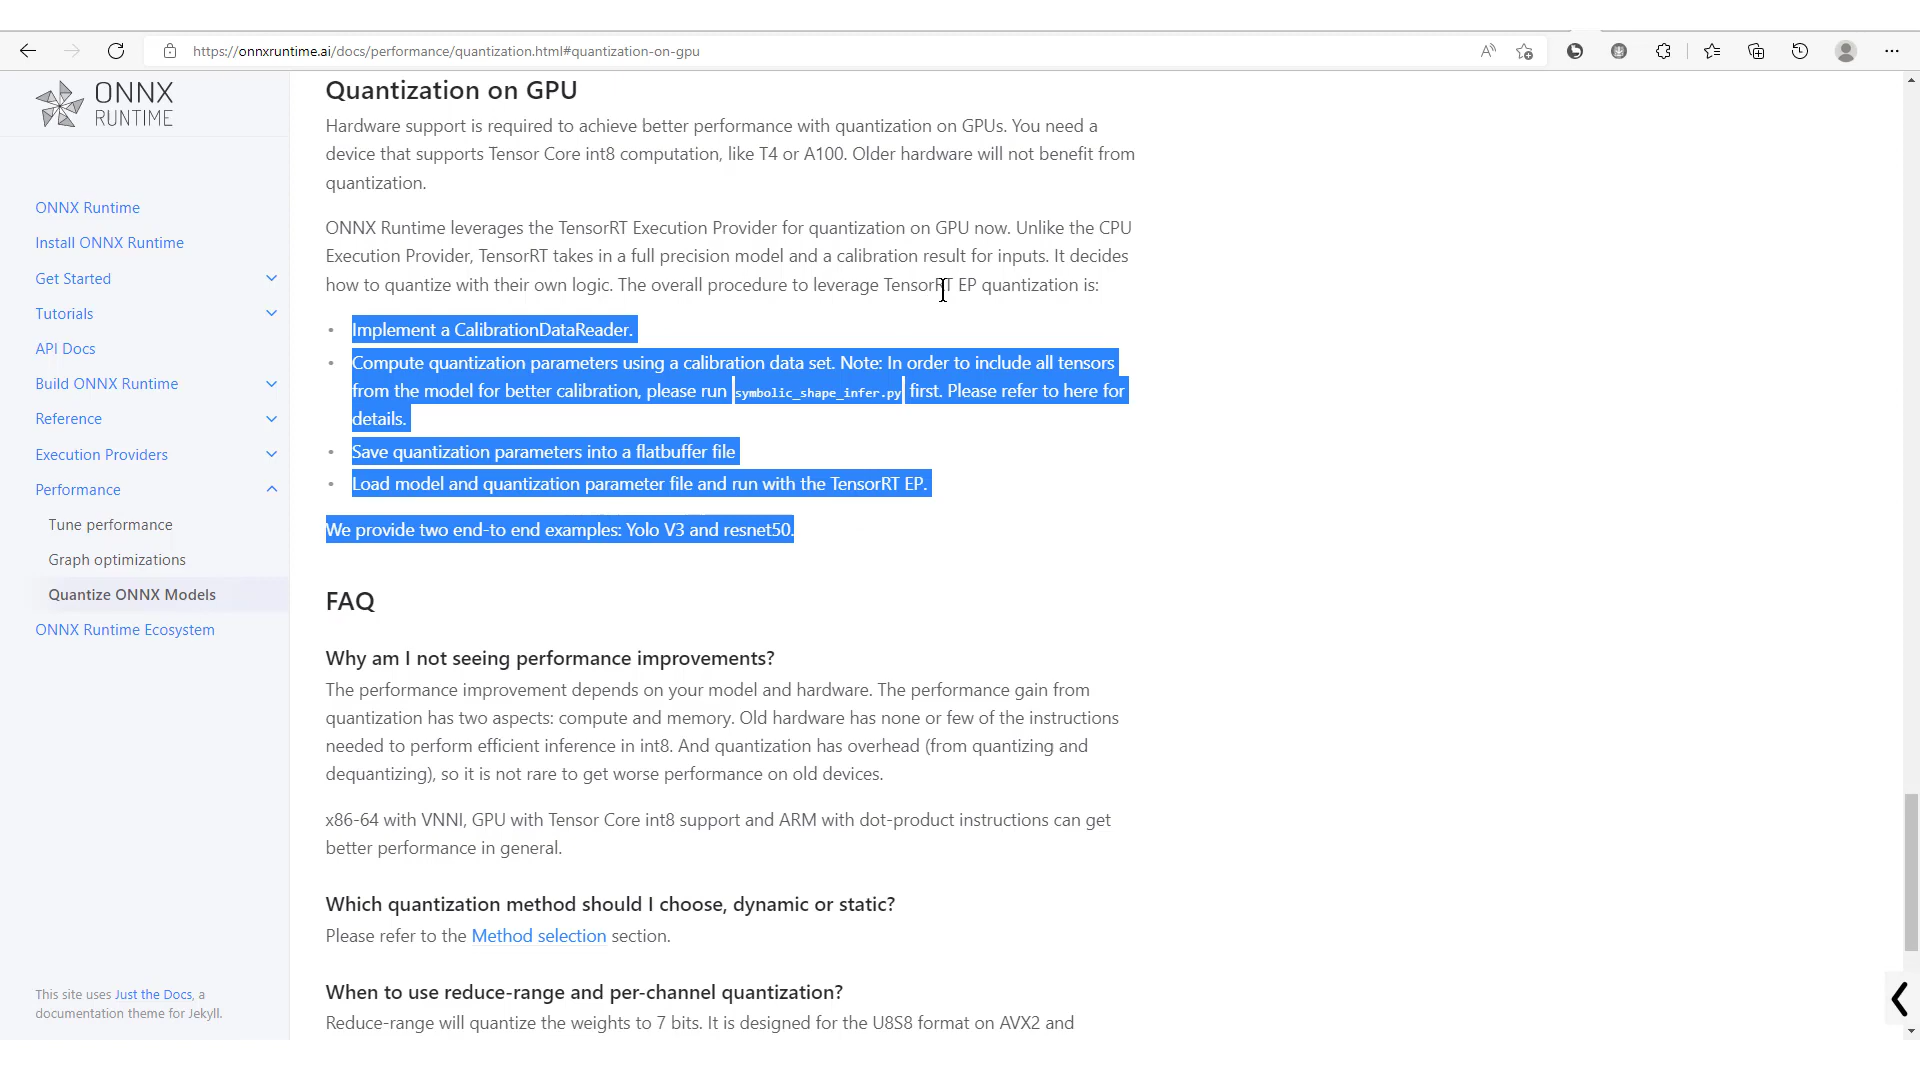 https://onnxruntime.ai/docs/performance/quantization.html#quantization-on-gpu
ONNX
RUNTIME
ONNX Runtime
Install ONNX Runtime
Get Started
Tutorials
API Docs
Build ONNX Runtime
Reference
Execution Providers
Performance
Tune performance
Graph optimizations
Quantize ONNX Models
ONNX Runtime Ecosystem
This site uses Just the Docs, a
documentation theme for Jekyll.
Quantization on GPU
Hardware support is required to achieve better performance with quantization on GPUs. You need a
device that supports Tensor Core int8 computation, like T4 or A100. Older hardware will not benefit from
quantization.
ONNX Runtime leverages the TensorRT Execution Provider for quantization on GPU now. Unlike the CPU
Execution Provider, TensorRT takes in a full precision model and a calibration result for inputs. It decides
how to quantize with their own logic. The overall procedure to leverage TensorRT EP quantization is:
• Implement a CalibrationDataReader.
• Compute quantization parameters using a calibration data set. Note: In order to include all tensors
from the model for better calibration, please run symbolic_shape_infer.py first. Please refer to here for
details.
• Save quantization parameters into a flatbuffer file
• Load model and quantization parameter file and run with the TensorRT EP.
We provide two end-to end examples: Yolo V3 and resnet50.
FAQ
Why am I not seeing performance improvements?
The performance improvement depends on your model and hardware. The performance gain from
quantization has two aspects: compute and memory. Old hardware has none or few of the instructions
needed to perform efficient inference in int8. And quantization has overhead (from quantizing and
dequantizing), so it is not rare to get worse performance on old devices.
x86-64 with VNNI, GPU with Tensor Core int8 support and ARM with dot-product instructions can get
better performance in general.
Which quantization method should I choose, dynamic or static?
Please refer to the Method selection section.
When to use reduce-range and per-channel quantization?
Reduce-range will quantize the weights to 7 bits. It is designed for the U8S8 format on AVX2 and